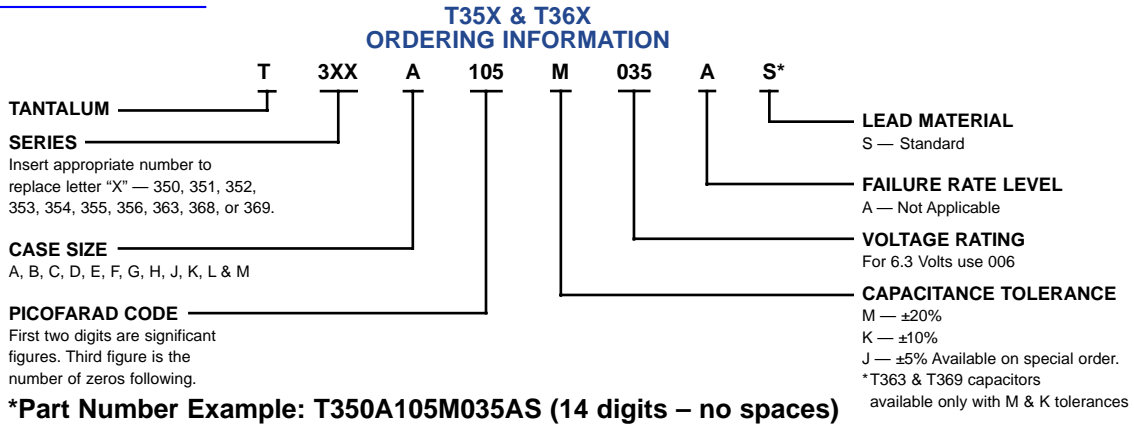 T35X & T36X
ORDERING INFORMATION
T 3XX A 105 M 035 A S*
TANTALUM
SERIES
Insert appropriate number to
replace letter “X” — 350, 351, 352,
353, 354, 355, 356, 363, 368, or 369.
CASE SIZE
A, B, C, D, E, F, G, H, J, K, L & M
PICOFARAD CODE
First two digits are significant
figures. Third figure is the
number of zeros following.
LEAD MATERIAL
S — Standard
FAILURE RATE LEVEL
A — Not Applicable
VOLTAGE RATING
For 6.3 Volts use 006
CAPACITANCE TOLERANCE
M — ±20%
K — ±10%
J — ±5% Available on special order.
*T363 & T369 capacitors
available only with M & K tolerances
*Part Number Example: T350A105M035AS (14 digits – no spaces)